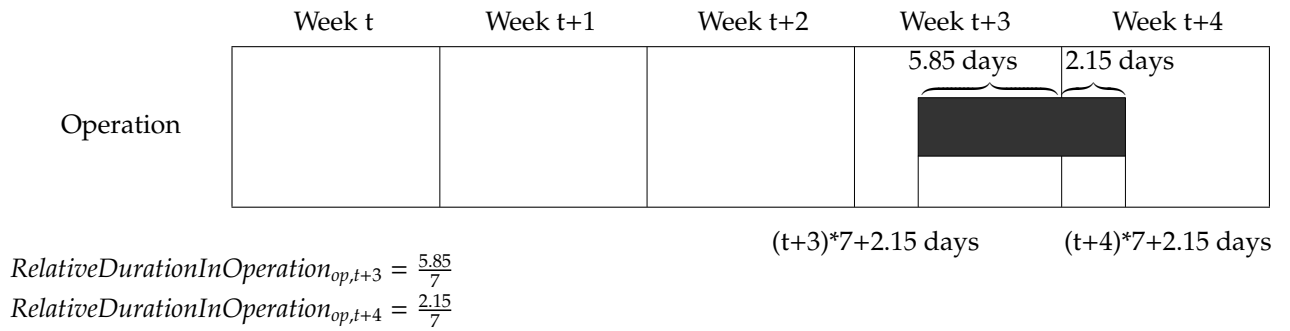 Week t Week t+1 Week t+2 Week t+3 Week t+4
5.85 days 2.15 days
Operation
(t+3)*7+2.15 days (t+4)*7+2.15 days
RelativeDurationInOperation_{op,t+3} = \frac{5.85}{7}
RelativeDurationInOperation_{op,t+4} = \frac{2.15}{7}